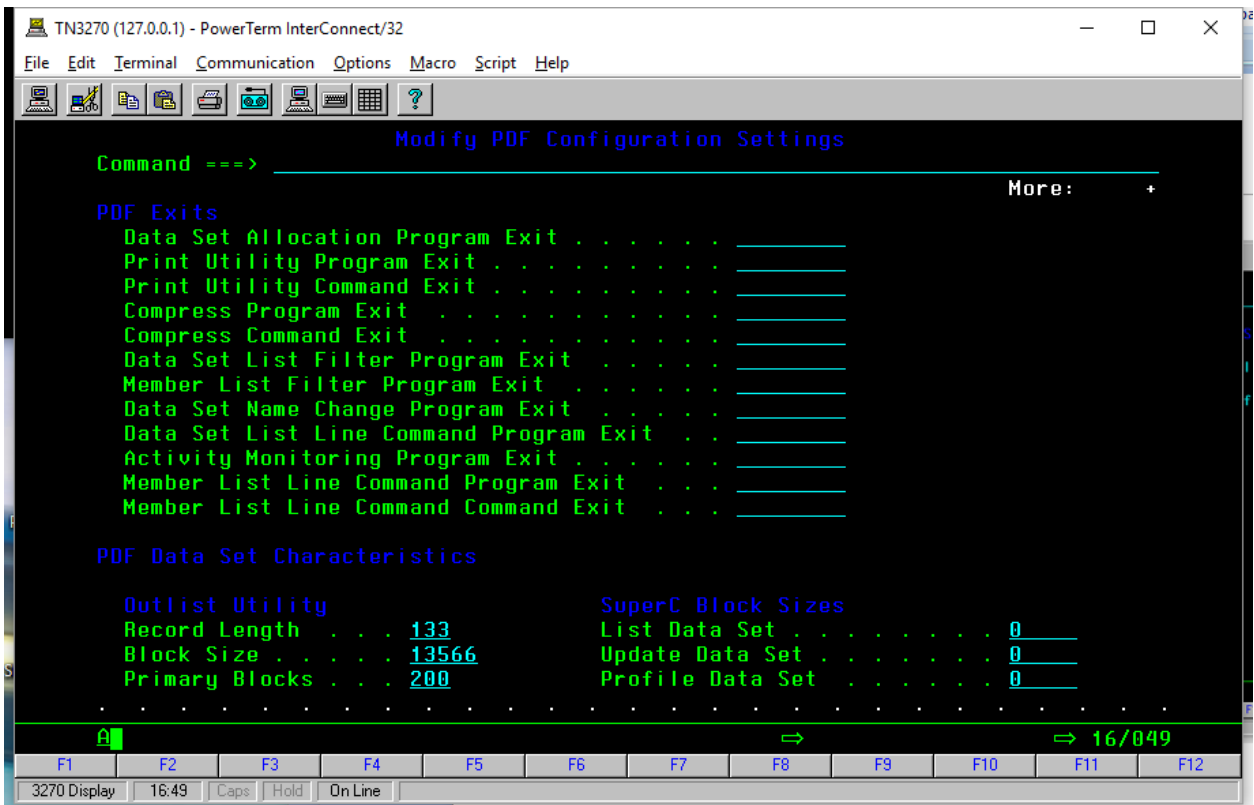 TN3270 (127.0.0.1) - PowerTerm InterConnect/32
File Edit Terminal Communication Options Macro Script Help
Modify PDF Configuration Settings
Command ===>
More: +
PDF Exits
Data Set Allocation Program Exit . . . . . .
Print Utility Program Exit . . . . . . . . .
Print Utility Command Exit . . . . . . . . .
Compress Program Exit . . . . . . . . . . .
Compress Command Exit . . . . . . . . . . .
Data Set List Filter Program Exit . . . . .
Member List Filter Program Exit . . . . . .
Data Set Name Change Program Exit . . . . .
Data Set List Line Command Program Exit . .
Activity Monitoring Program Exit . . . . . .
Member List Line Command Program Exit . . .
Member List Line Command Command Exit . . .
PDF Data Set Characteristics
Outlist Utility SuperC Block Sizes
Record Length . . . 133 List Data Set . . . . . . . . 0
Block Size . . . . . 13566 Update Data Set . . . . . . . 0
Primary Blocks . . . 200 Profile Data Set . . . . . . 0
. . . . . . . . . . . . . . . . . . . . . . . . . . .
A ⇨ ⇨ 16/049
F1 F2 F3 F4 F5 F6 F7 F8 F9 F10 F11 F12
3270 Display 16:49 Caps Hold On Line